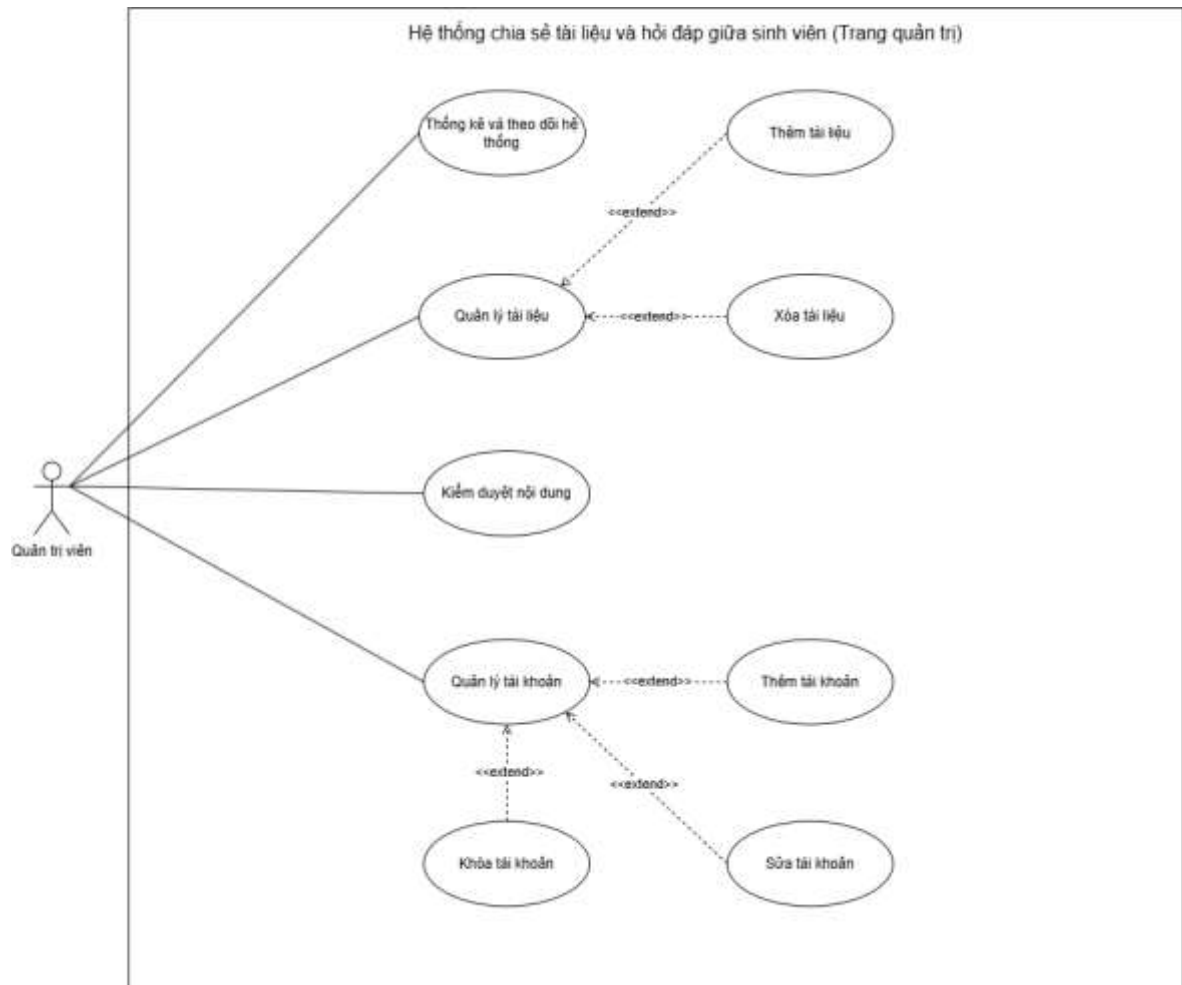 Hệ thống chia sẻ tài liệu và hỏi đáp giữa sinh viên (Trang quản trị)
Thống kê và theo dõi hệ
thống
Thêm tài liệu
<<extend>>
Quản lý tài liệu
<<extend>>
Xóa tài liệu
Kiểm duyệt nội dung
Quản trị viên
Quản lý tài khoản
<<extend>>
Thêm tài khoản
<<extend>>
<<extend>>
Khóa tài khoản
Sửa tài khoản